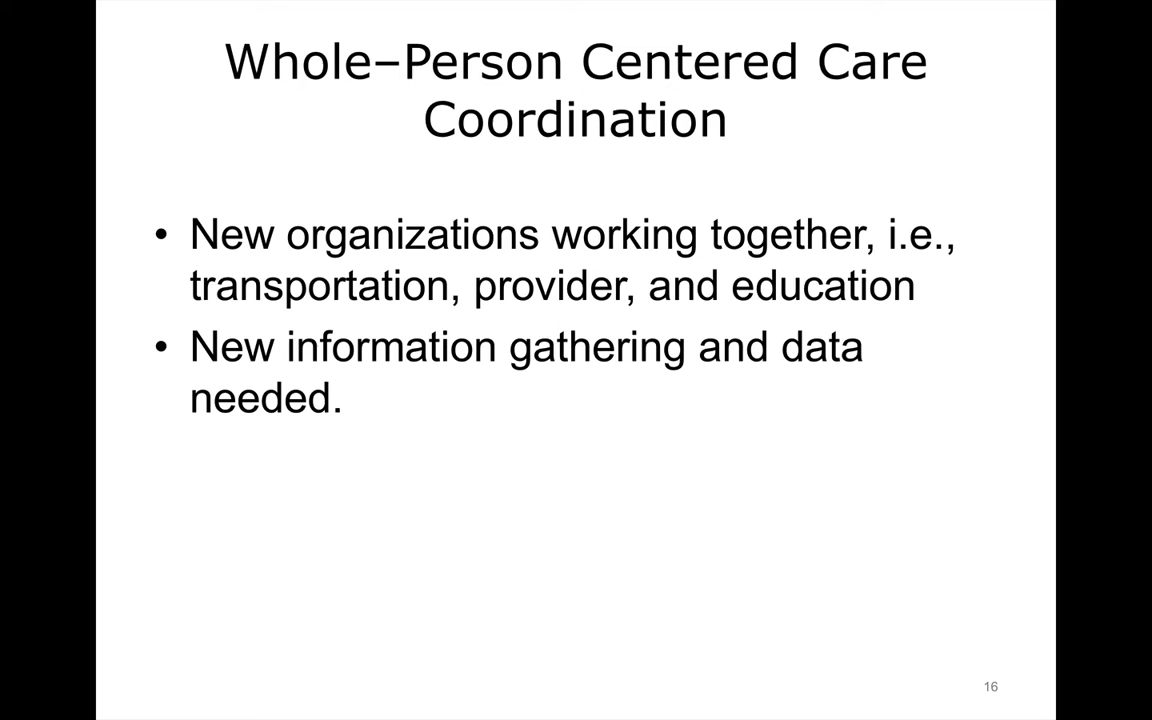 Whole–Person Centered Care
Coordination
• New organizations working together, i.e.,
transportation, provider, and education
• New information gathering and data
needed.
16